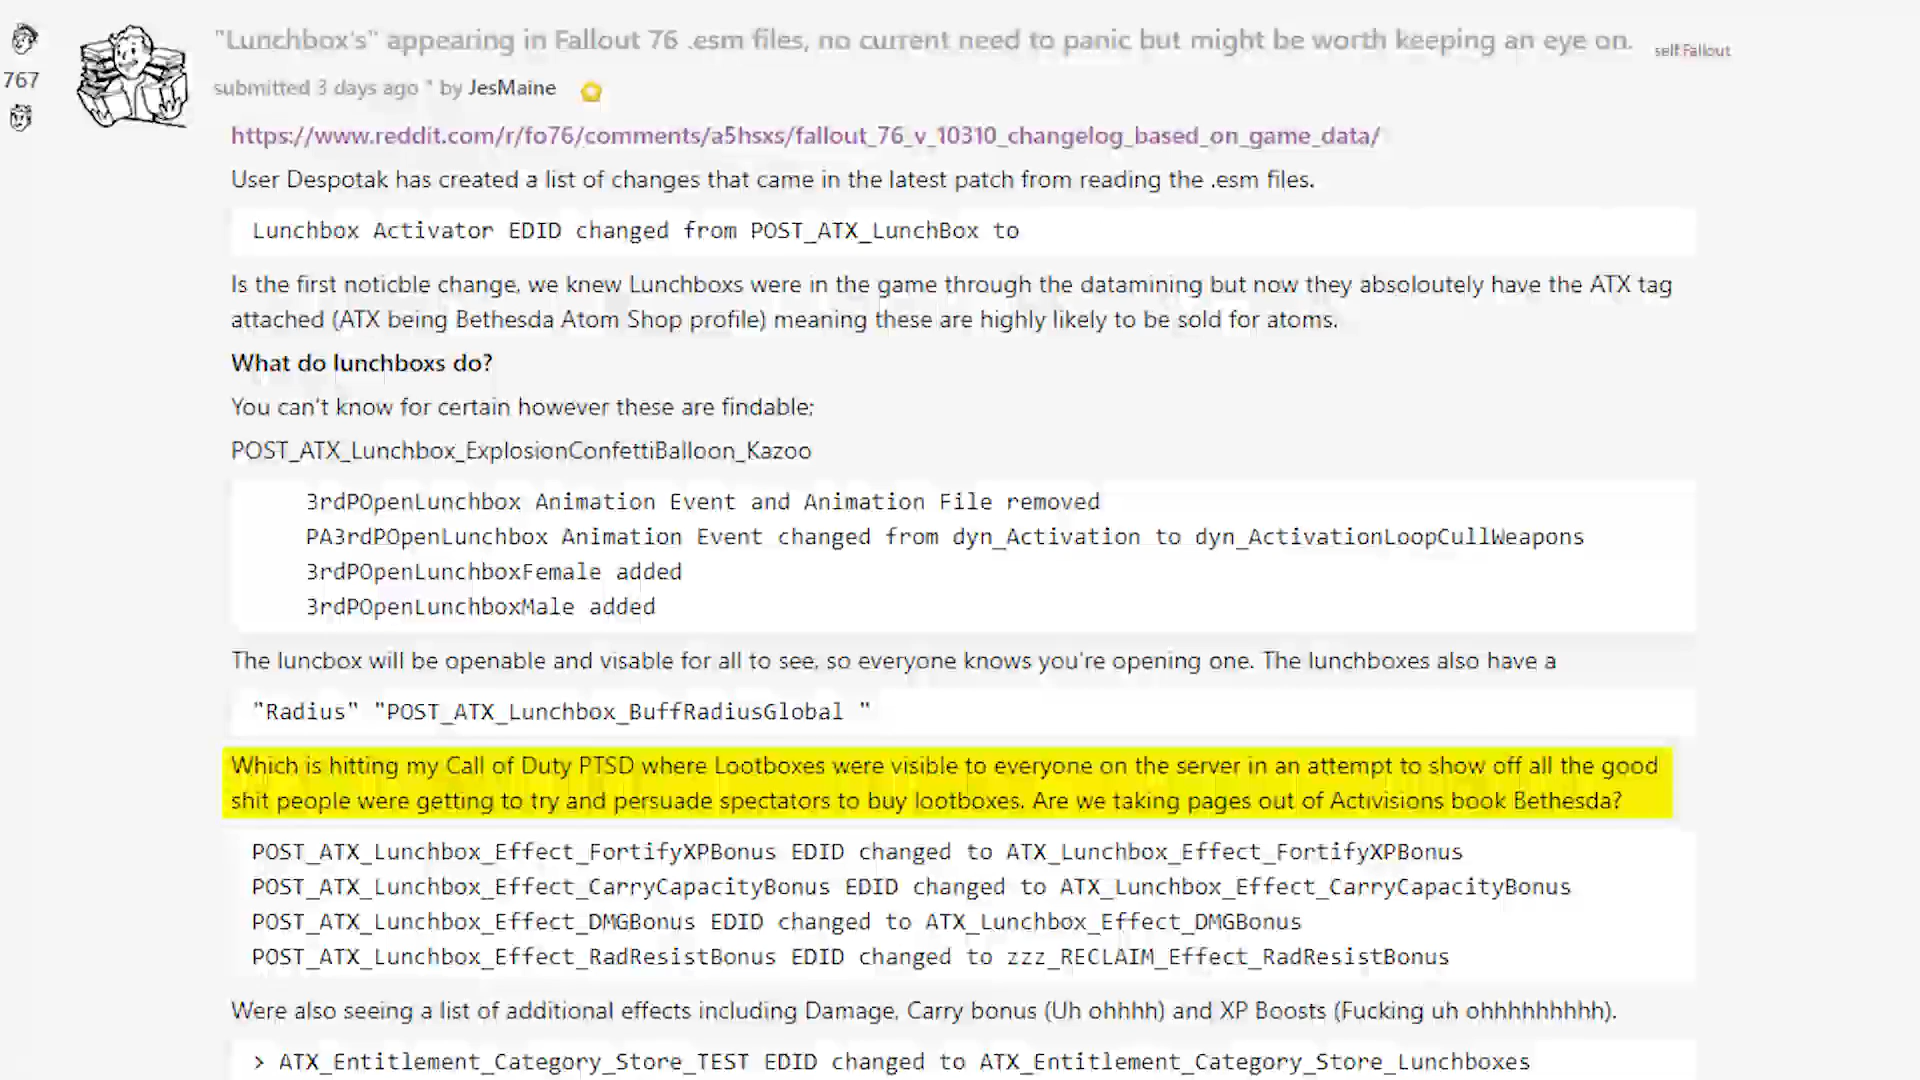 "Lunchbox's" appearing in Fallout 76 .esm files, no current need to panic but might be worth keeping an eye on. self.Fallout
767
submitted 3 days ago * by JesMaine
https://www.reddit.com/r/fo76/comments/a5hsxs/fallout_76_v_10310_changelog_based_on_game_data/
User Despotak has created a list of changes that came in the latest patch from reading the .esm files.
Lunchbox Activator EDID changed from POST_ATX_LunchBox to
Is the first noticble change, we knew Lunchboxs were in the game through the datamining but now they absoloutely have the ATX tag
attached (ATX being Bethesda Atom Shop profile) meaning these are highly likely to be sold for atoms.
What do lunchboxs do?
You can't know for certain however these are findable;
POST_ATX_Lunchbox_ExplosionConfettiBalloon_Kazoo
3rdPOpenLunchbox Animation Event and Animation File removed
PA3rdPOpenLunchbox Animation Event changed from dyn_Activation to dyn_ActivationLoopCullWeapons
3rdPOpenLunchboxFemale added
3rdPOpenLunchboxMale added
The luncbox will be openable and visable for all to see, so everyone knows you're opening one. The lunchboxes also have a
"Radius" "POST_ATX_Lunchbox_BuffRadiusGlobal "
Which is hitting my Call of Duty PTSD where Lootboxes were visible to everyone on the server in an attempt to show off all the good
shit people were getting to try and persuade spectators to buy lootboxes. Are we taking pages out of Activisions book Bethesda?
POST_ATX_Lunchbox_Effect_FortifyXPBonus EDID changed to ATX_Lunchbox_Effect_FortifyXPBonus
POST_ATX_Lunchbox_Effect_CarryCapacityBonus EDID changed to ATX_Lunchbox_Effect_CarryCapacityBonus
POST_ATX_Lunchbox_Effect_DMGBonus EDID changed to ATX_Lunchbox_Effect_DMGBonus
POST_ATX_Lunchbox_Effect_RadResistBonus EDID changed to zzz_RECLAIM_Effect_RadResistBonus
Were also seeing a list of additional effects including Damage, Carry bonus (Uh ohhhh) and XP Boosts (Fucking uh ohhhhhhhhhh).
> ATX_Entitlement_Category_Store_TEST EDID changed to ATX_Entitlement_Category_Store_Lunchboxes